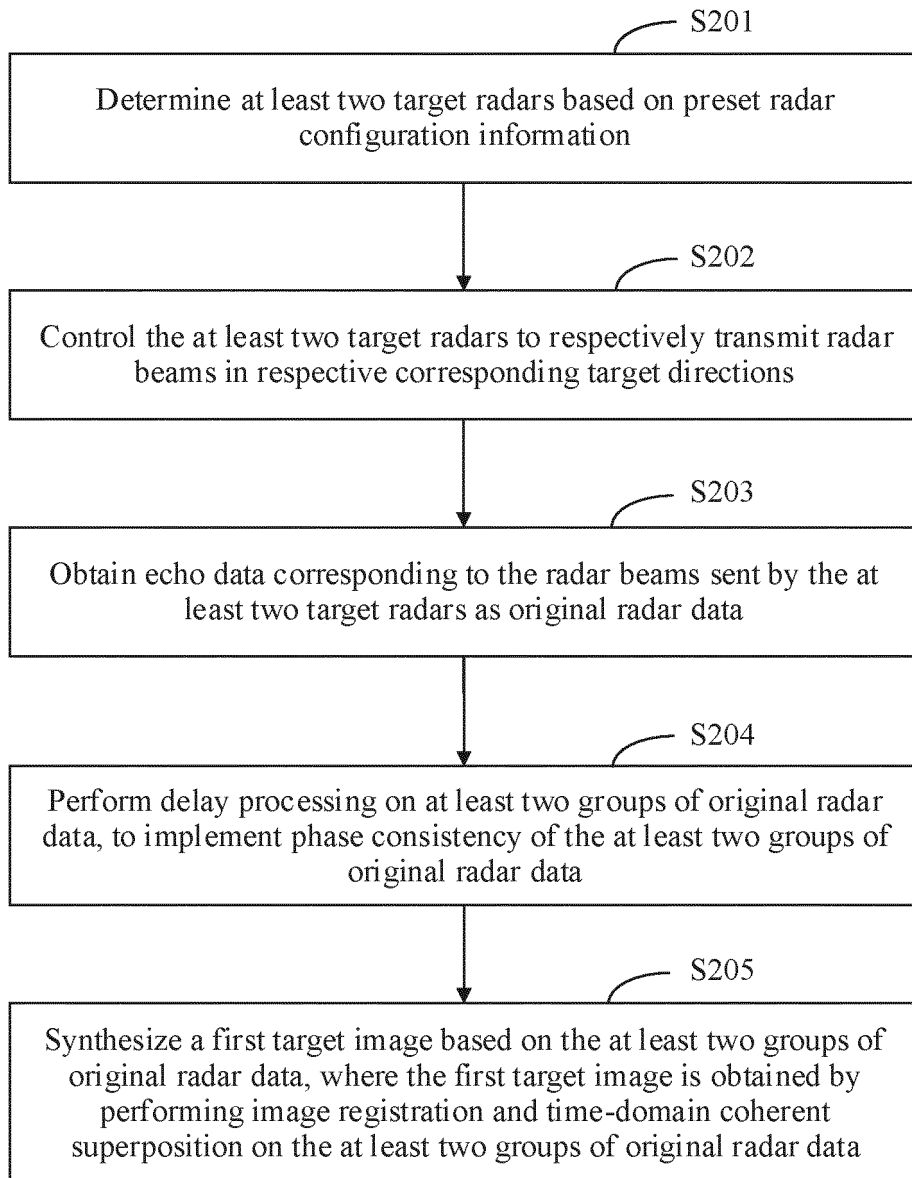 S201
Determine at least two target radars based on preset radar
configuration information
S202
Control the at least two target radars to respectively transmit radar
beams in respective corresponding target directions
S203
Obtain echo data corresponding to the radar beams sent by the at
least two target radars as original radar data
S204
Perform delay processing on at least two groups of original radar
data, to implement phase consistency of the at least two groups of
original radar data
S205
Synthesize a first target image based on the at least two groups of
original radar data, where the first target image is obtained by
performing image registration and time-domain coherent
superposition on the at least two groups of original radar data